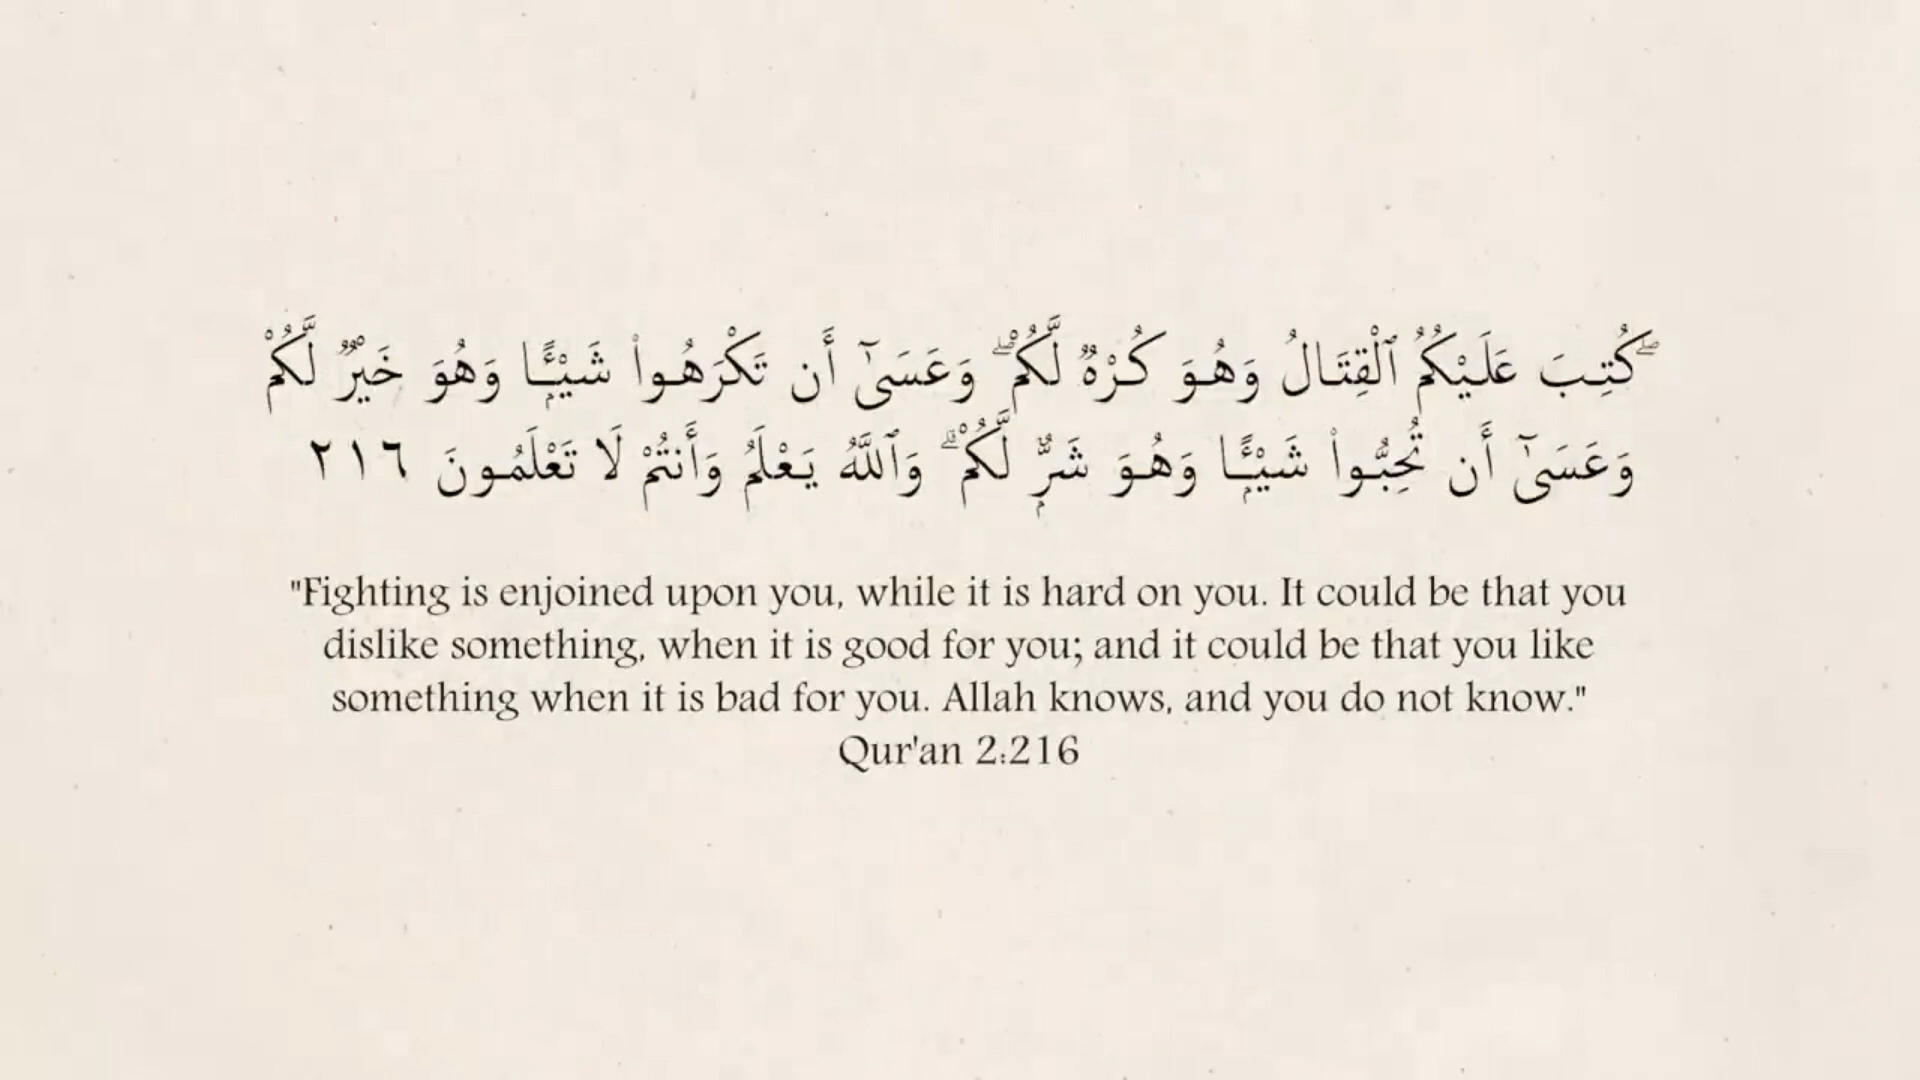 كُتِبَ عَلَيْكُمُ ٱلْقِتَالُ وَهُوَ كُرْهٌ لَّكُمْ ۖ وَعَسَىٰٓ أَن تَكْرَهُوا۟ شَيْـًٔا وَهُوَ خَيْرٌ لَّكُمْ ۖ
وَعَسَىٰٓ أَن تُحِبُّوا۟ شَيْـًٔا وَهُوَ شَرٌّ لَّكُمْ ۗ وَٱللَّهُ يَعْلَمُ وَأَنتُمْ لَا تَعْلَمُونَ ٢١٦
"Fighting is enjoined upon you, while it is hard on you. It could be that you
dislike something, when it is good for you; and it could be that you like
something when it is bad for you. Allah knows, and you do not know."
Qur'an 2:216